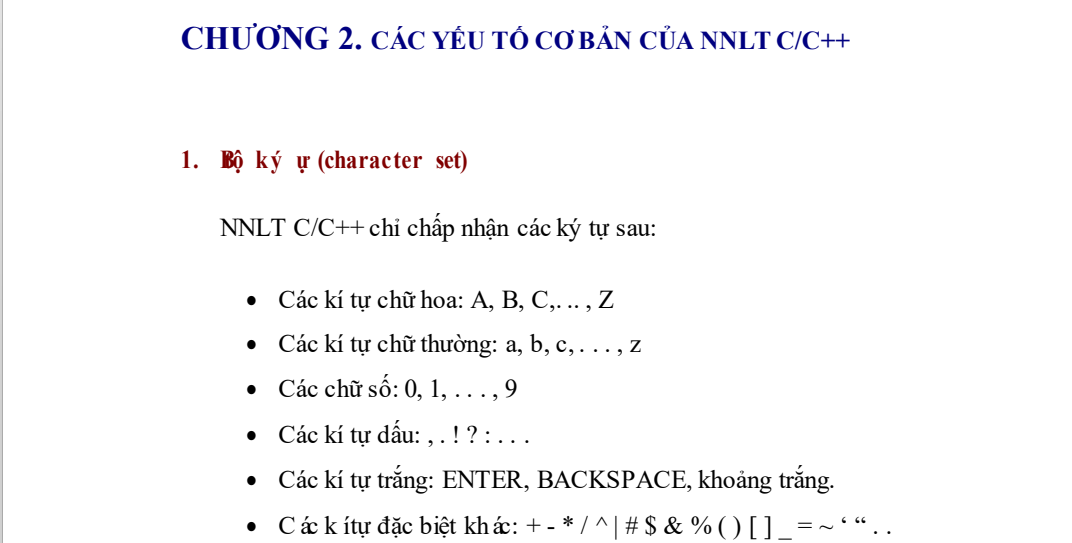 CHƯƠNG 2. CÁC YẾU TỐ CƠ BẢN CỦA NNLT C/C++
1. Bộ ký ự (character set)
NNLT C/C++ chỉ chấp nhận các ký tự sau:
• Các kí tự chữ hoa: A, B, C,. .. , Z
• Các kí tự chữ thường: a, b, c, . . . , z
• Các chữ số: 0, 1, . . . , 9
• Các kí tự dấu: , . ! ? : . . .
• Các kí tự trắng: ENTER, BACKSPACE, khoảng trắng.
• Các kí tự đặc biệt khác: + - * / ^ | # $ & % ( ) [ ] _ = ~ ‘ “ . .